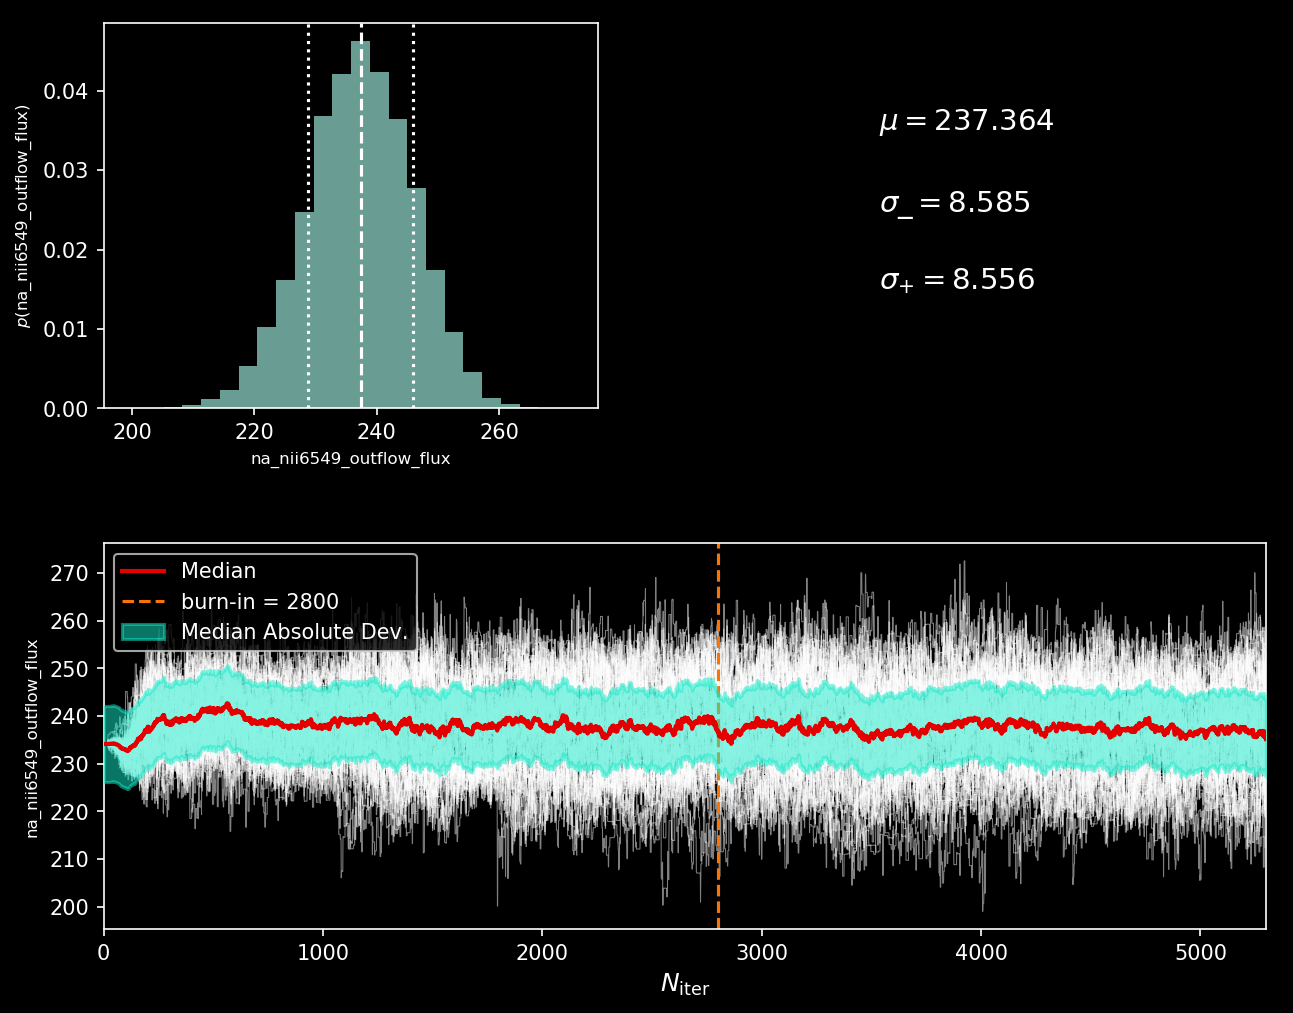 0.04
0.03
0.02
0.01
0.00
p(na_nii6549_outflow_flux)
200 220 240 260
na_nii6549_outflow_flux
μ = 237.364
σ₋ = 8.585
σ₊ = 8.556
270
260
250
240
230
220
210
200
na_nii6549_outflow_flux
Median
burn-in = 2800
Median Absolute Dev.
0 1000 2000 3000 4000 5000
N_iter